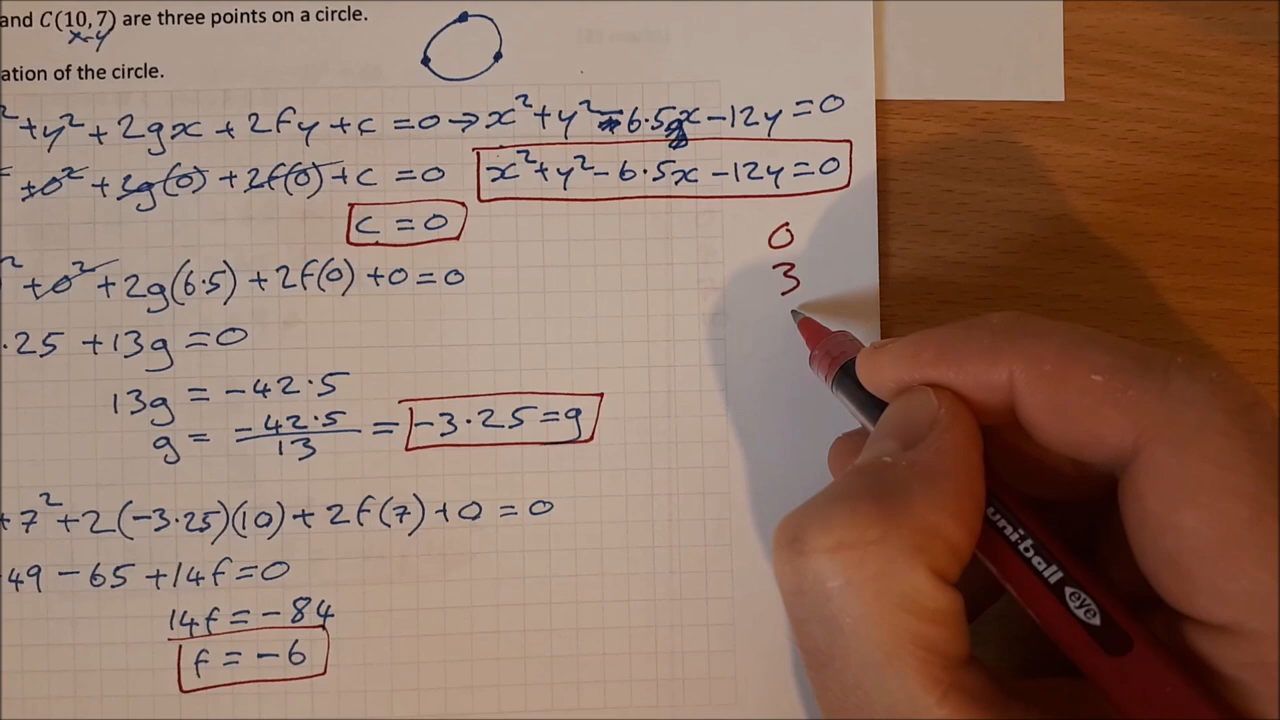 and C(10,7) are three points on a circle.
x y
ation of the circle.
² + y² + 2gx + 2fy + c = 0 → x² + y² - 6·5x - 12y = 0
+ 0² + 2g(0) + 2f(0) + c = 0
x² + y² - 6·5x - 12y = 0
c = 0
0
3
² + 0² + 2g(6·5) + 2f(0) + 0 = 0
·25 + 13g = 0
13g = -42·5
g = -42·5/13 = -3·25 = g
+ 7² + 2(-3·25)(10) + 2f(7) + 0 = 0
49 - 65 + 14f = 0
14f = -84
f = -6
uni-ball eye